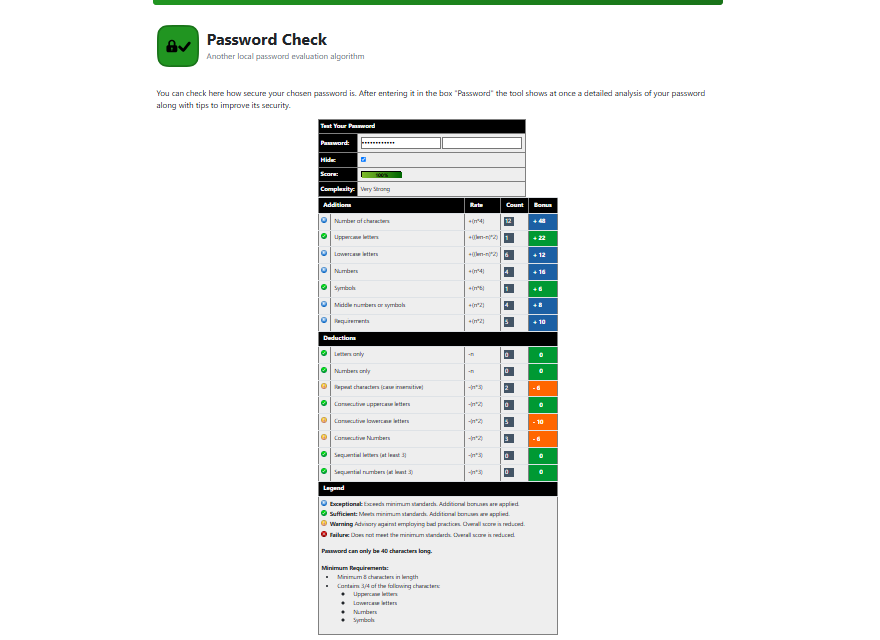 Password Check
Another local password evaluation algorithm
You can check here how secure your chosen password is. After entering it in the box "Password" the tool shows at once a detailed analysis of your password
along with tips to improve its security.
Test Your Password
Password: ••••••••••••
Hide:
Score: 100%
Complexity: Very Strong
Additions Rate Count Bonus
Number of characters +(n*4) 12 + 48
Uppercase letters +((len-n)*2) 1 + 22
Lowercase letters +((len-n)*2) 6 + 12
Numbers +(n*4) 4 + 16
Symbols +(n*6) 1 + 6
Middle numbers or symbols +(n*2) 4 + 8
Requirements +(n*2) 5 + 10
Deductions
Letters only -n 0 0
Numbers only -n 0 0
Repeat characters (case insensitive) -(n*3) 2 - 6
Consecutive uppercase letters -(n*2) 0 0
Consecutive lowercase letters -(n*2) 5 - 10
Consecutive Numbers -(n*2) 3 - 6
Sequential letters (at least 3) -(n*3) 0 0
Sequential numbers (at least 3) -(n*3) 0 0
Legend
Exceptional: Exceeds minimum standards. Additional bonuses are applied.
Sufficient: Meets minimum standards. Additional bonuses are applied.
Warning Advisory against employing bad practices. Overall score is reduced.
Failure: Does not meet the minimum standards. Overall score is reduced.
Password can only be 40 characters long.
Minimum Requirements:
• Minimum 8 characters in length
• Contains 3/4 of the following characters:
Uppercase letters
Lowercase letters
Numbers
Symbols